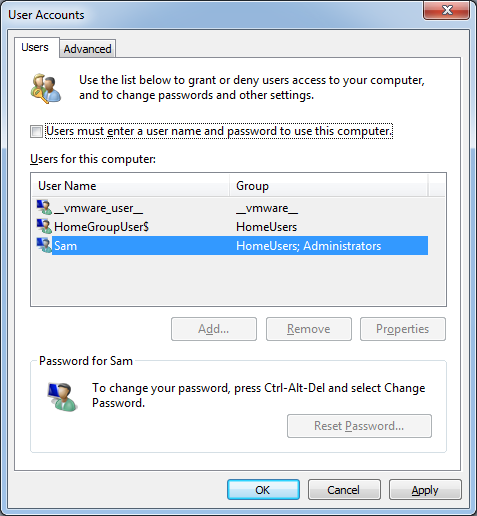 User Accounts
Users Advanced
Use the list below to grant or deny users access to your computer,
and to change passwords and other settings.
Users must enter a user name and password to use this computer.
Users for this computer:
User Name Group
__vmware_user__ __vmware__
HomeGroupUser$ HomeUsers
Sam HomeUsers; Administrators
Add... Remove Properties
Password for Sam
To change your password, press Ctrl-Alt-Del and select Change
Password.
Reset Password...
OK Cancel Apply